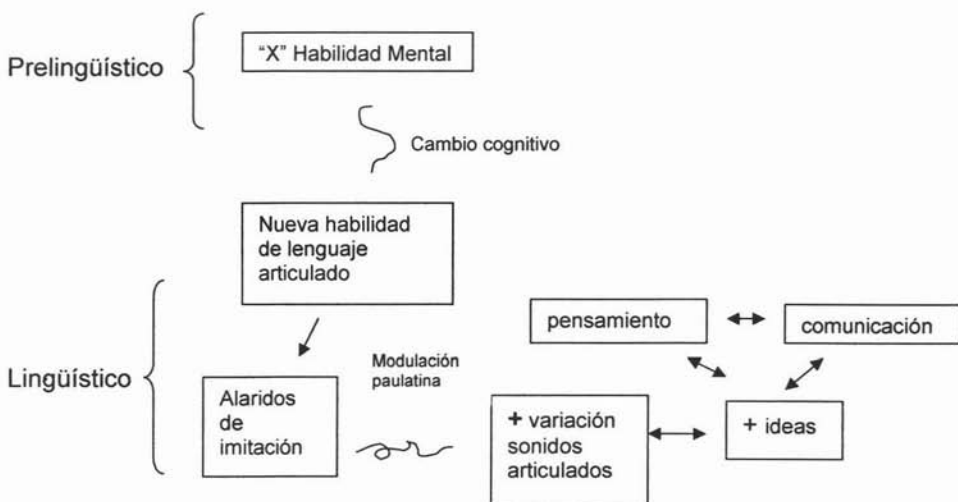 Prelingüístico
“X” Habilidad Mental
Cambio cognitivo
Nueva habilidad
de lenguaje
articulado
Lingüístico
Alaridos
de
imitación
Modulación
paulatina
+ variación
sonidos
articulados
pensamiento
comunicación
+ ideas